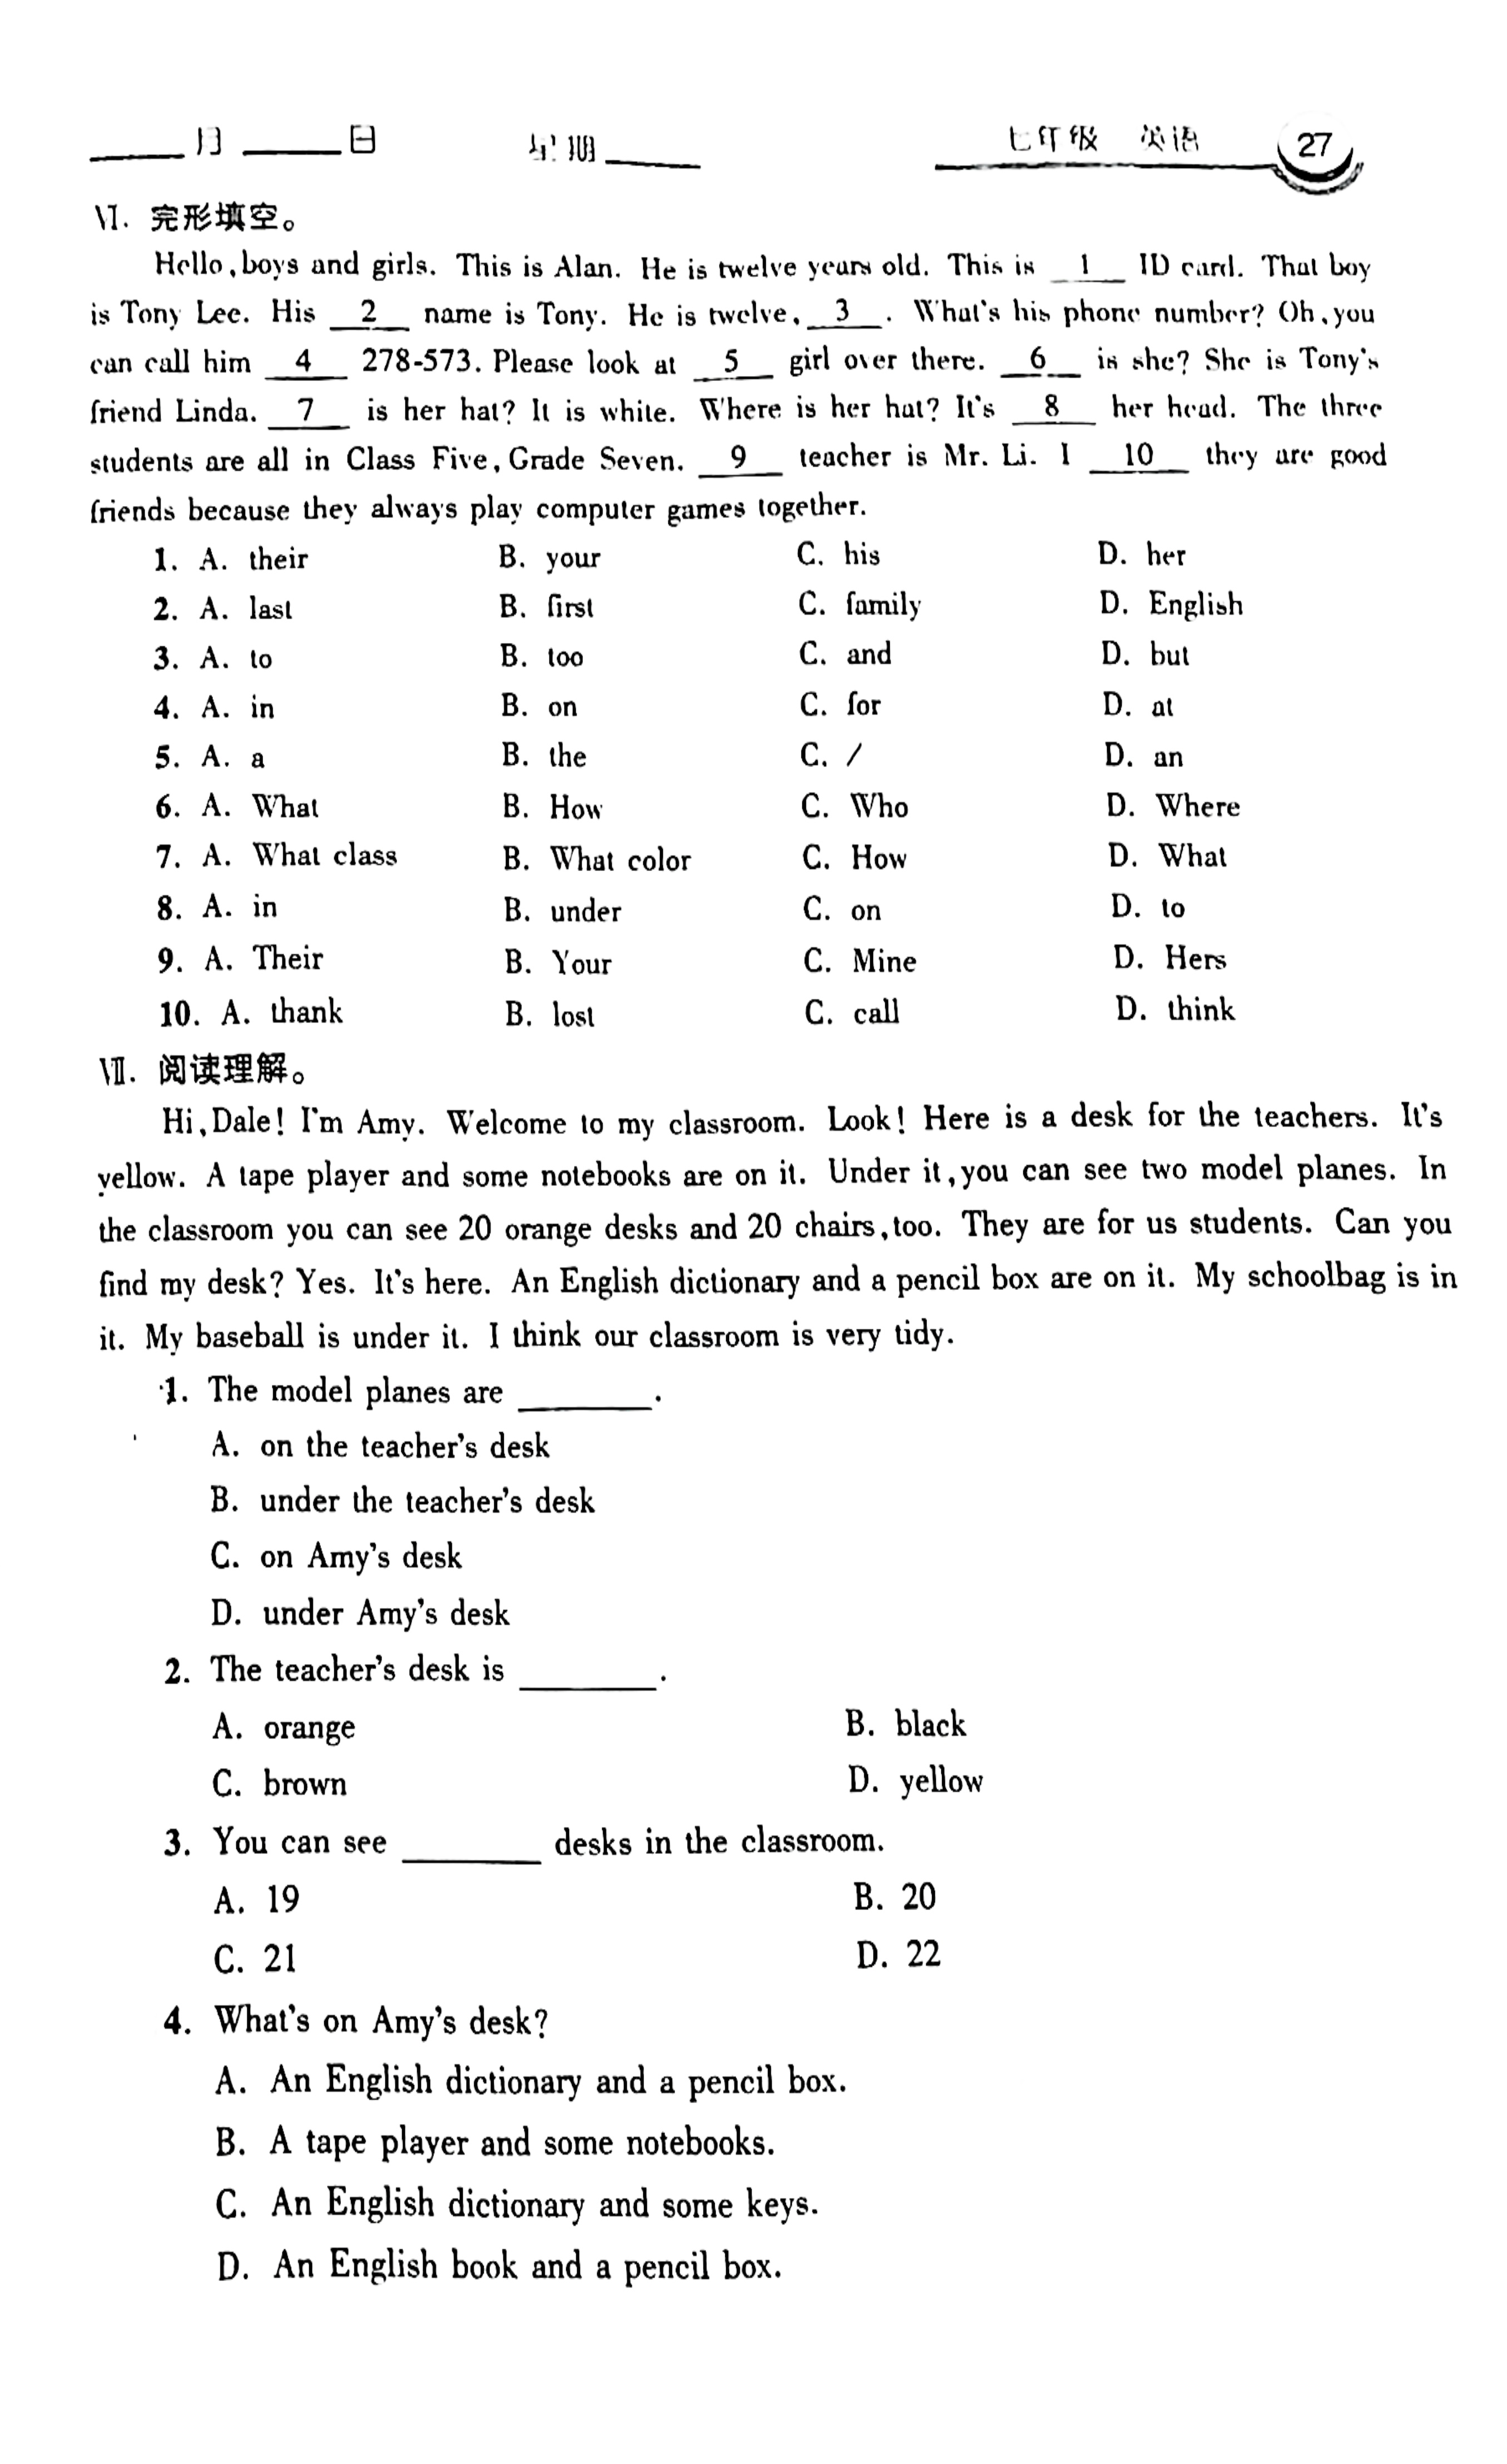 ____月____日 星期____ 七年级 英语 27
Ⅵ. 完形填空。
Hello,boys and girls. This is Alan. He is twelve years old. This is __1__ ID card. That boy
is Tony Lee. His __2__ name is Tony. He is twelve,__3__. What's his phone number? Oh,you
can call him __4__ 278-573. Please look at __5__ girl over there. __6__ is she? She is Tony's
friend Linda. __7__ is her hat? It is white. Where is her hat? It's __8__ her head. The three
students are all in Class Five,Grade Seven. __9__ teacher is Mr. Li. I __10__ they are good
friends because they always play computer games together.
1. A. their B. your C. his D. her
2. A. last B. first C. family D. English
3. A. to B. too C. and D. but
4. A. in B. on C. for D. at
5. A. a B. the C. / D. an
6. A. What B. How C. Who D. Where
7. A. What class B. What color C. How D. What
8. A. in B. under C. on D. to
9. A. Their B. Your C. Mine D. Hers
10. A. thank B. lost C. call D. think
Ⅶ. 阅读理解。
Hi,Dale! I'm Amy. Welcome to my classroom. Look! Here is a desk for the teachers. It's
yellow. A tape player and some notebooks are on it. Under it,you can see two model planes. In
the classroom you can see 20 orange desks and 20 chairs,too. They are for us students. Can you
find my desk? Yes. It's here. An English dictionary and a pencil box are on it. My schoolbag is in
it. My baseball is under it. I think our classroom is very tidy.
1. The model planes are ________.
A. on the teacher's desk
B. under the teacher's desk
C. on Amy's desk
D. under Amy's desk
2. The teacher's desk is ________.
A. orange B. black
C. brown D. yellow
3. You can see ________ desks in the classroom.
A. 19 B. 20
C. 21 D. 22
4. What's on Amy's desk?
A. An English dictionary and a pencil box.
B. A tape player and some notebooks.
C. An English dictionary and some keys.
D. An English book and a pencil box.